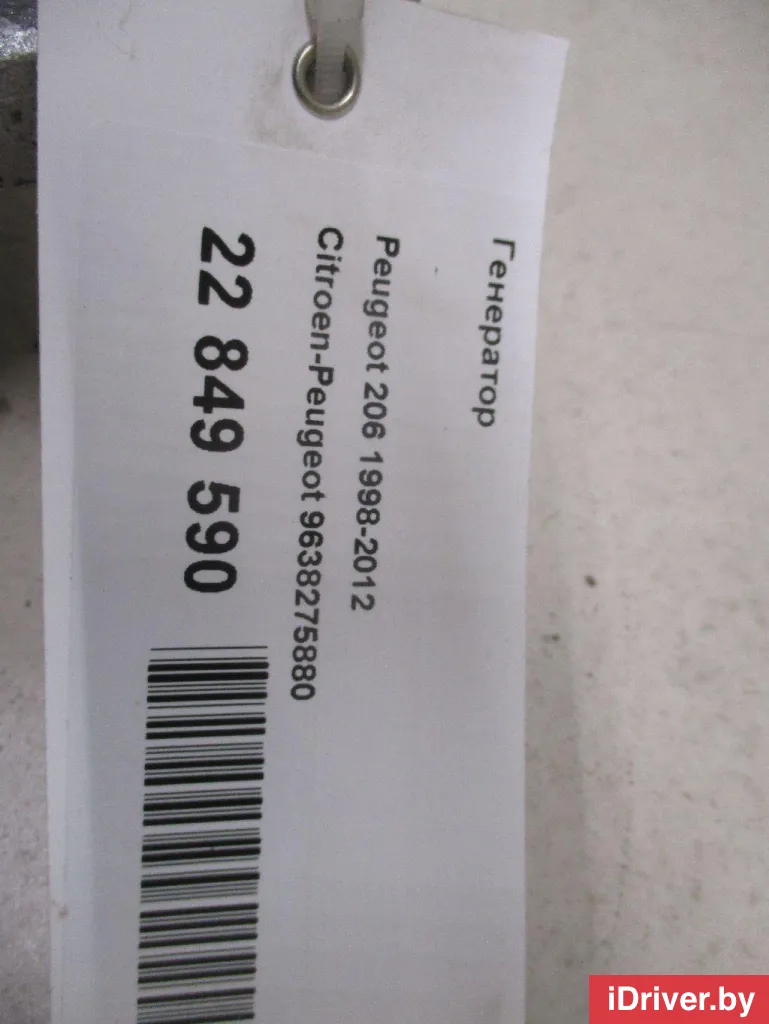 Генератор
Peugeot 206 1998-2012
Citroen-Peugeot 9638275880
22 849 590
iDriver.by